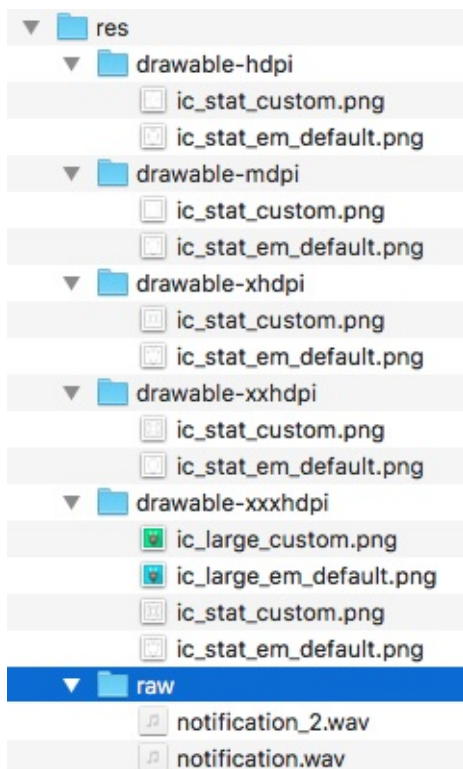 res
drawable-hdpi
ic_stat_custom.png
ic_stat_em_default.png
drawable-mdpi
ic_stat_custom.png
ic_stat_em_default.png
drawable-xhdpi
ic_stat_custom.png
ic_stat_em_default.png
drawable-xxhdpi
ic_stat_custom.png
ic_stat_em_default.png
drawable-xxxhdpi
ic_large_custom.png
ic_large_em_default.png
ic_stat_custom.png
ic_stat_em_default.png
raw
notification_2.wav
notification.wav